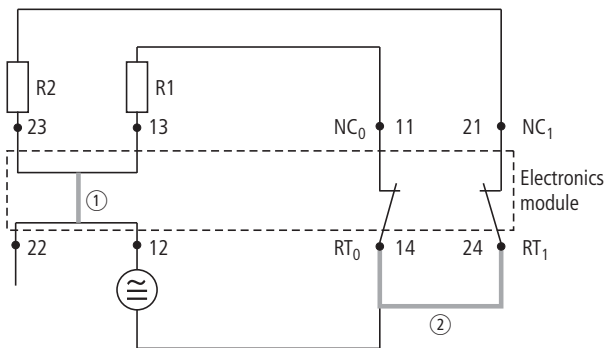 R2
R1
23
13
NC0
11
21
NC1
Electronics
module
①
22
12
RT0
14
24
RT1
≅
②